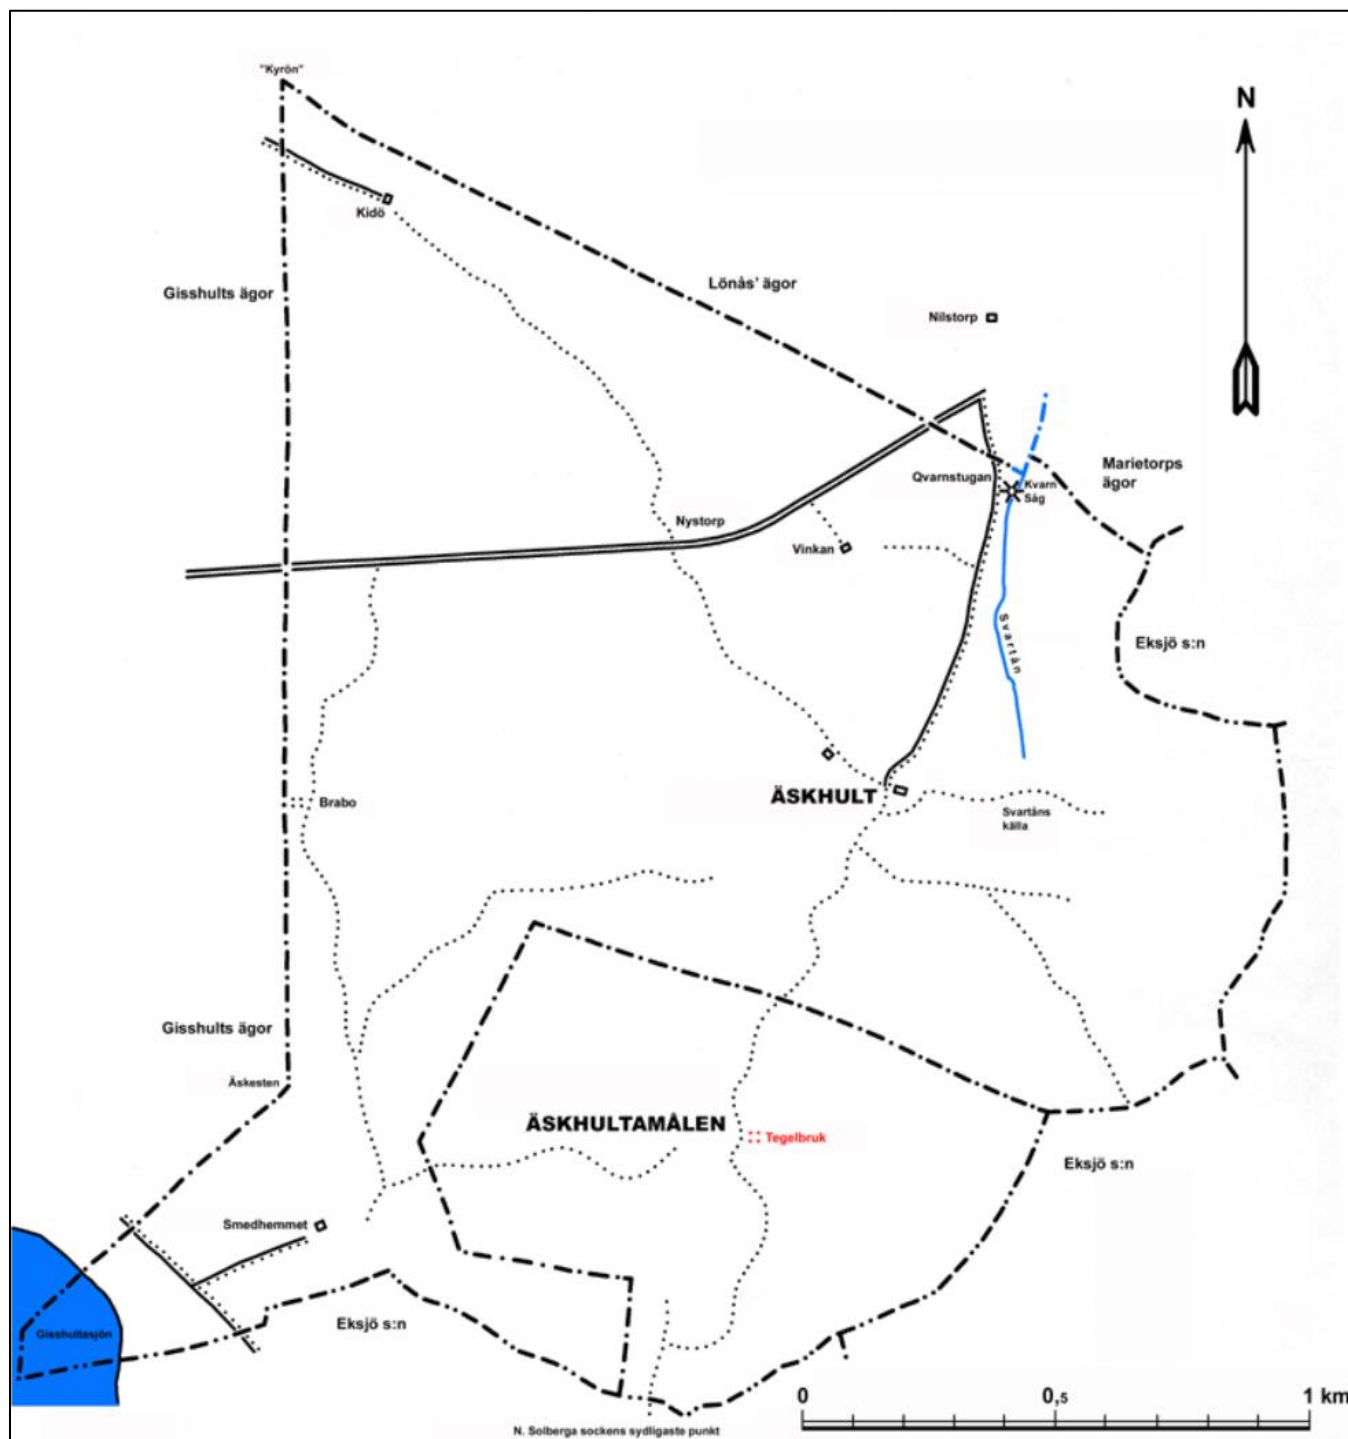 "Kyrön"
N
Kidö
Lönås' ägor
Gisshults ägor
Nilstorp
Marietorps
ägor
Qvarnstugan
Kvarn
Såg
Nystorp
Vinkan
Svartån
Eksjö s:n
ÄSKHULT
Brabo
Svartåns
källa
Gisshults ägor
Äskesten
ÄSKHULTAMÅLEN
Tegelbruk
Eksjö s:n
Smedhemmet
Eksjö s:n
Gisshultasjön
0
0,5
1 km
N. Solberga sockens sydligaste punkt